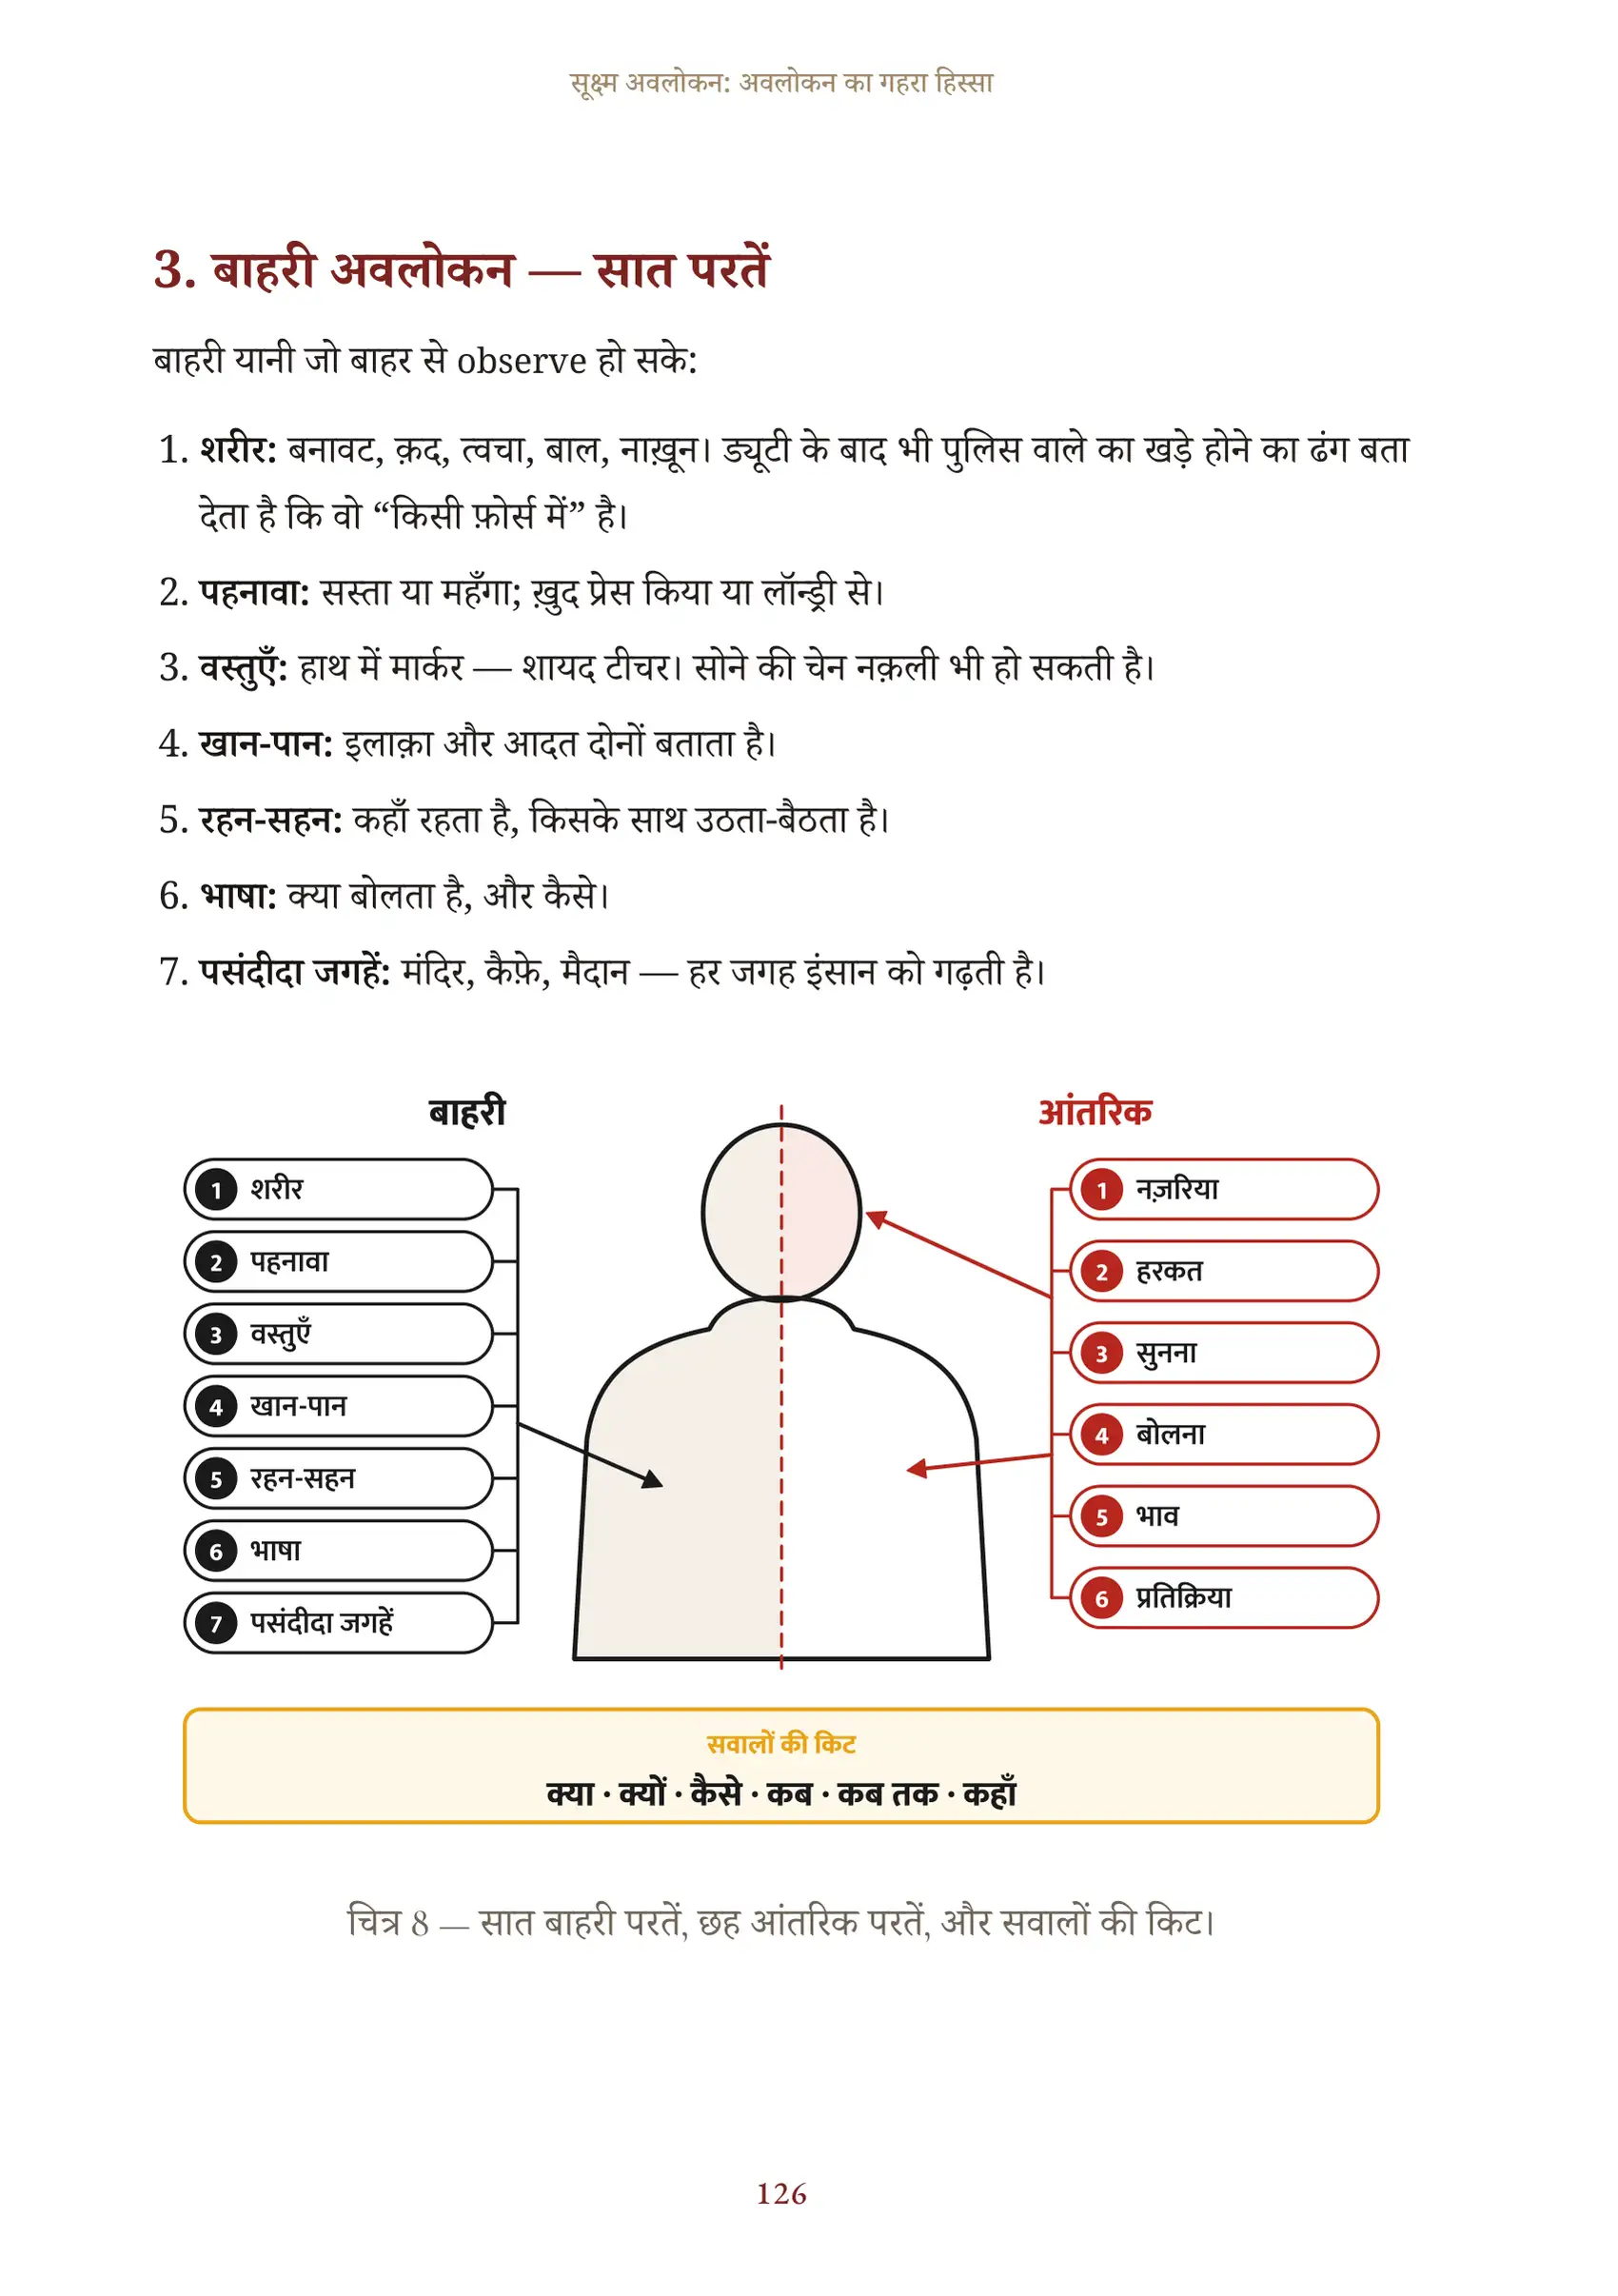 सूक्ष्म अवलोकन: अवलोकन का गहरा हिस्सा
3. बाहरी अवलोकन — सात परतें
बाहरी यानी जो बाहर से observe हो सके:
1. शरीर: बनावट, क़द, त्वचा, बाल, नाख़ून। ड्यूटी के बाद भी पुलिस वाले का खड़े होने का ढंग बता
देता है कि वो “किसी फ़ोर्स में” है।
2. पहनावा: सस्ता या महँगा; ख़ुद प्रेस किया या लॉन्ड्री से।
3. वस्तुएँ: हाथ में मार्कर — शायद टीचर। सोने की चेन नक़ली भी हो सकती है।
4. खान-पान: इलाक़ा और आदत दोनों बताता है।
5. रहन-सहन: कहाँ रहता है, किसके साथ उठता-बैठता है।
6. भाषा: क्या बोलता है, और कैसे।
7. पसंदीदा जगहें: मंदिर, कैफ़े, मैदान — हर जगह इंसान को गढ़ती है।
बाहरी
1 शरीर
2 पहनावा
3 वस्तुएँ
4 खान-पान
5 रहन-सहन
6 भाषा
7 पसंदीदा जगहें
आंतरिक
1 नज़रिया
2 हरकत
3 सुनना
4 बोलना
5 भाव
6 प्रतिक्रिया
सवालों की किट
क्या · क्यों · कैसे · कब · कब तक · कहाँ
चित्र 8 — सात बाहरी परतें, छह आंतरिक परतें, और सवालों की किट।
126